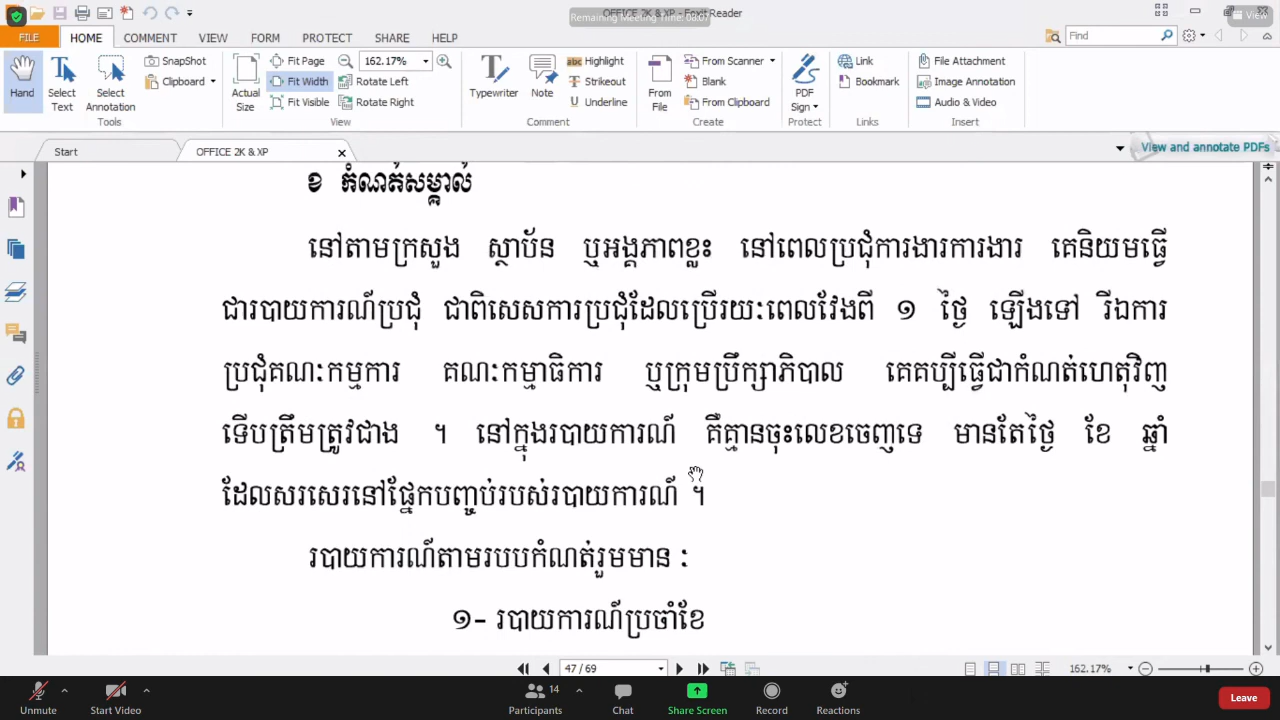 OFFICE 2K & XP - Foxit Reader
Remaining Meeting Time: 08:07
View
FILE HOME COMMENT VIEW FORM PROTECT SHARE HELP
Find
Hand
Select Text
Select Annotation
SnapShot
Clipboard
Tools
Actual Size
Fit Page
Fit Width
Fit Visible
162.17%
Rotate Left
Rotate Right
View
Typewriter
Note
Highlight
Strikeout
Underline
Comment
From File
From Scanner
Blank
From Clipboard
Create
PDF Sign
Protect
Link
Bookmark
Links
File Attachment
Image Annotation
Audio & Video
Insert
Start
OFFICE 2K & XP
View and annotate PDFs
ខ កំណត់សម្គាល់
នៅតាមក្រសួង ស្ថាប័ន ឬអង្គភាពខ្លះ នៅពេលប្រជុំការងារការងារ គេនិយមធ្វើ
ជារបាយការណ៍ប្រជុំ ជាពិសេសការប្រជុំដែលប្រើរយៈពេលវែងពី ១ ថ្ងៃ ឡើងទៅ រីឯការ
ប្រជុំគណៈកម្មការ គណៈកម្មាធិការ ឬក្រុមប្រឹក្សាភិបាល គេគប្បីធ្វើជាកំណត់ហេតុវិញ
ទើបត្រឹមត្រូវជាង ។ នៅក្នុងរបាយការណ៍ គឺគ្មានចុះលេខចេញទេ មានតែថ្ងៃ ខែ ឆ្នាំ
ដែលសរសេរនៅផ្នែកបញ្ចប់របស់របាយការណ៍ ។
របាយការណ៍តាមរបបកំណត់រួមមាន ៈ
១- របាយការណ៍ប្រចាំខែ
47 / 69
162.17%
Unmute
Start Video
14
Participants
Chat
Share Screen
Record
Reactions
Leave